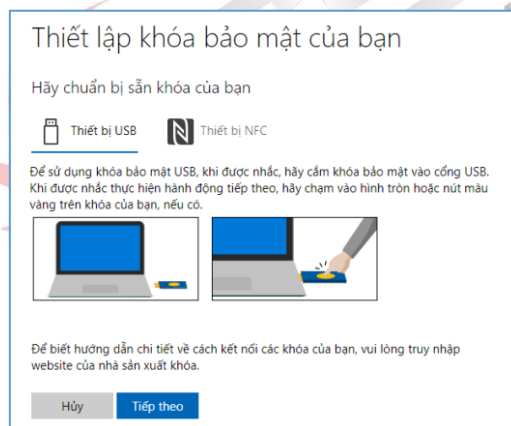 Thiết lập khóa bảo mật của bạn
Hãy chuẩn bị sẵn khóa của bạn
Thiết bị USB
Thiết bị NFC
Để sử dụng khóa bảo mật USB, khi được nhắc, hãy cắm khóa bảo mật vào cổng USB.
Khi được nhắc thực hiện hành động tiếp theo, hãy chạm vào hình tròn hoặc nút màu
vàng trên khóa của bạn, nếu có.
Để biết hướng dẫn chi tiết về cách kết nối các khóa của bạn, vui lòng truy nhập
website của nhà sản xuất khóa.
Hủy
Tiếp theo